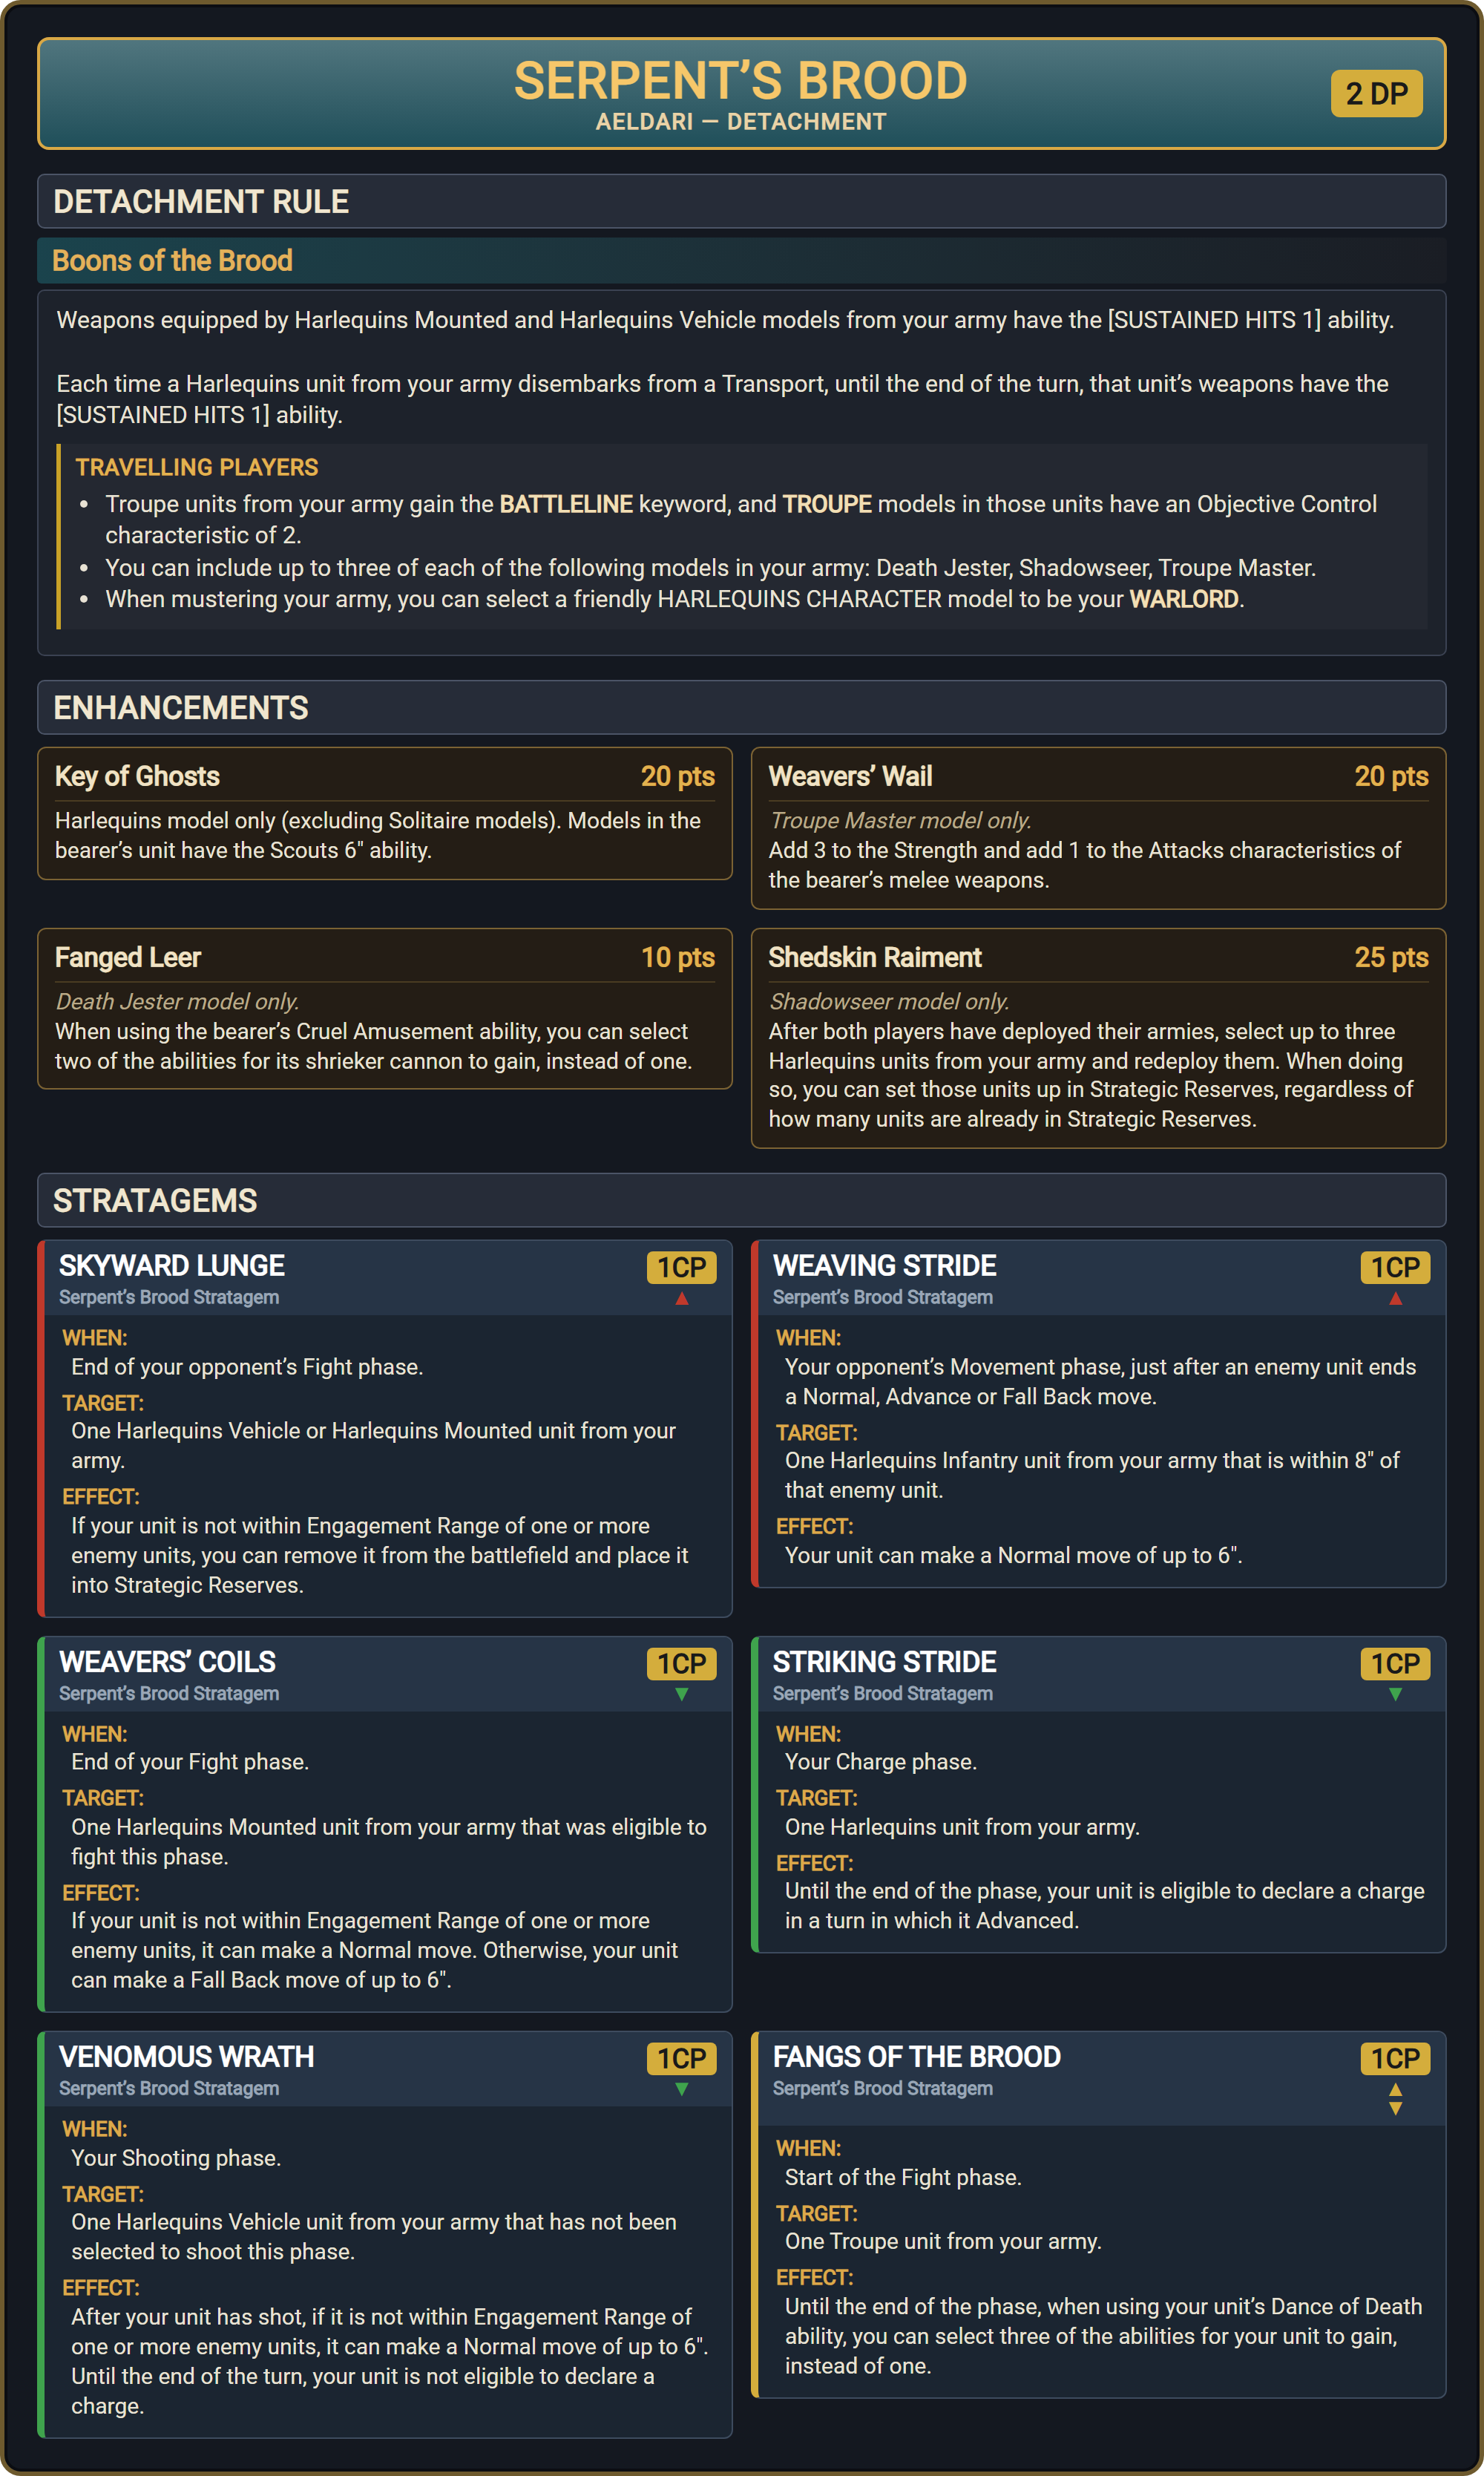 SERPENT’S BROOD
AELDARI — DETACHMENT
2 DP
DETACHMENT RULE
Boons of the Brood
Weapons equipped by Harlequins Mounted and Harlequins Vehicle models from your army have the [SUSTAINED HITS 1] ability.
Each time a Harlequins unit from your army disembarks from a Transport, until the end of the turn, that unit’s weapons have the
[SUSTAINED HITS 1] ability.
TRAVELLING PLAYERS
• Troupe units from your army gain the BATTLELINE keyword, and TROUPE models in those units have an Objective Control
characteristic of 2.
• You can include up to three of each of the following models in your army: Death Jester, Shadowseer, Troupe Master.
• When mustering your army, you can select a friendly HARLEQUINS CHARACTER model to be your WARLORD.
ENHANCEMENTS
Key of Ghosts 20 pts
Harlequins model only (excluding Solitaire models). Models in the
bearer’s unit have the Scouts 6" ability.
Weavers’ Wail 20 pts
Troupe Master model only.
Add 3 to the Strength and add 1 to the Attacks characteristics of
the bearer’s melee weapons.
Fanged Leer 10 pts
Death Jester model only.
When using the bearer’s Cruel Amusement ability, you can select
two of the abilities for its shrieker cannon to gain, instead of one.
Shedskin Raiment 25 pts
Shadowseer model only.
After both players have deployed their armies, select up to three
Harlequins units from your army and redeploy them. When doing
so, you can set those units up in Strategic Reserves, regardless of
how many units are already in Strategic Reserves.
STRATAGEMS
SKYWARD LUNGE 1CP
Serpent’s Brood Stratagem ▲
WHEN:
End of your opponent’s Fight phase.
TARGET:
One Harlequins Vehicle or Harlequins Mounted unit from your
army.
EFFECT:
If your unit is not within Engagement Range of one or more
enemy units, you can remove it from the battlefield and place it
into Strategic Reserves.
WEAVING STRIDE 1CP
Serpent’s Brood Stratagem ▲
WHEN:
Your opponent’s Movement phase, just after an enemy unit ends
a Normal, Advance or Fall Back move.
TARGET:
One Harlequins Infantry unit from your army that is within 8" of
that enemy unit.
EFFECT:
Your unit can make a Normal move of up to 6".
WEAVERS’ COILS 1CP
Serpent’s Brood Stratagem ▼
WHEN:
End of your Fight phase.
TARGET:
One Harlequins Mounted unit from your army that was eligible to
fight this phase.
EFFECT:
If your unit is not within Engagement Range of one or more
enemy units, it can make a Normal move. Otherwise, your unit
can make a Fall Back move of up to 6".
STRIKING STRIDE 1CP
Serpent’s Brood Stratagem ▼
WHEN:
Your Charge phase.
TARGET:
One Harlequins unit from your army.
EFFECT:
Until the end of the phase, your unit is eligible to declare a charge
in a turn in which it Advanced.
VENOMOUS WRATH 1CP
Serpent’s Brood Stratagem ▼
WHEN:
Your Shooting phase.
TARGET:
One Harlequins Vehicle unit from your army that has not been
selected to shoot this phase.
EFFECT:
After your unit has shot, if it is not within Engagement Range of
one or more enemy units, it can make a Normal move of up to 6".
Until the end of the turn, your unit is not eligible to declare a
charge.
FANGS OF THE BROOD 1CP
Serpent’s Brood Stratagem ▲
▼
WHEN:
Start of the Fight phase.
TARGET:
One Troupe unit from your army.
EFFECT:
Until the end of the phase, when using your unit’s Dance of Death
ability, you can select three of the abilities for your unit to gain,
instead of one.